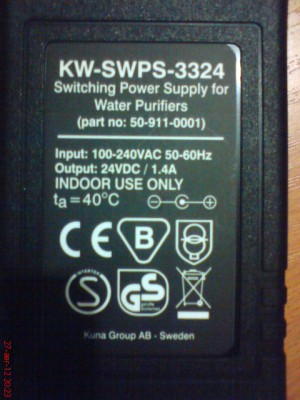 KW-SWPS-3324
Switching Power Supply for
Water Purifiers
(part no: 50-911-0001)
Input: 100-240VAC 50-60Hz
Output: 24VDC / 1.4A
INDOOR USE ONLY
ta=40°C
CE B
S GS
Kuna Group AB - Sweden